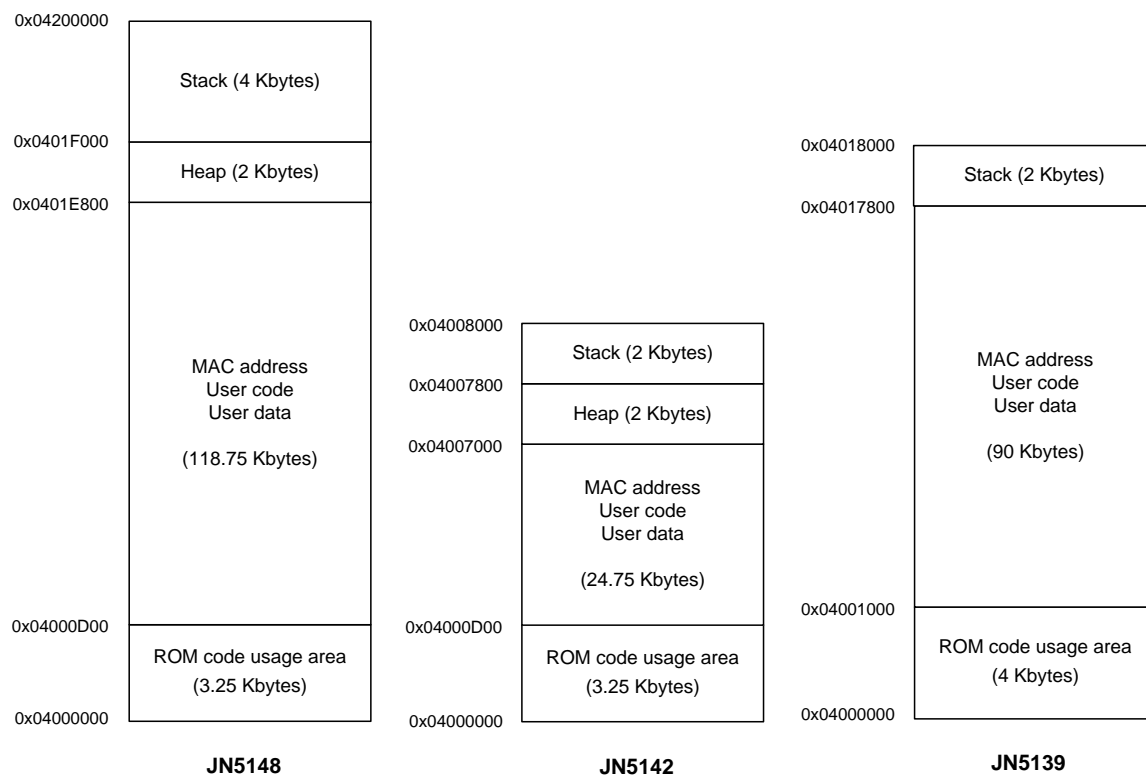 0x04200000
Stack (4 Kbytes)
0x0401F000
Heap (2 Kbytes)
0x0401E800
MAC address
User code
User data
(118.75 Kbytes)
0x04000D00
ROM code usage area
(3.25 Kbytes)
0x04000000
JN5148
0x04008000
Stack (2 Kbytes)
0x04007800
Heap (2 Kbytes)
0x04007000
MAC address
User code
User data
(24.75 Kbytes)
0x04000D00
ROM code usage area
(3.25 Kbytes)
0x04000000
JN5142
0x04018000
Stack (2 Kbytes)
0x04017800
MAC address
User code
User data
(90 Kbytes)
0x04001000
ROM code usage area
(4 Kbytes)
0x04000000
JN5139